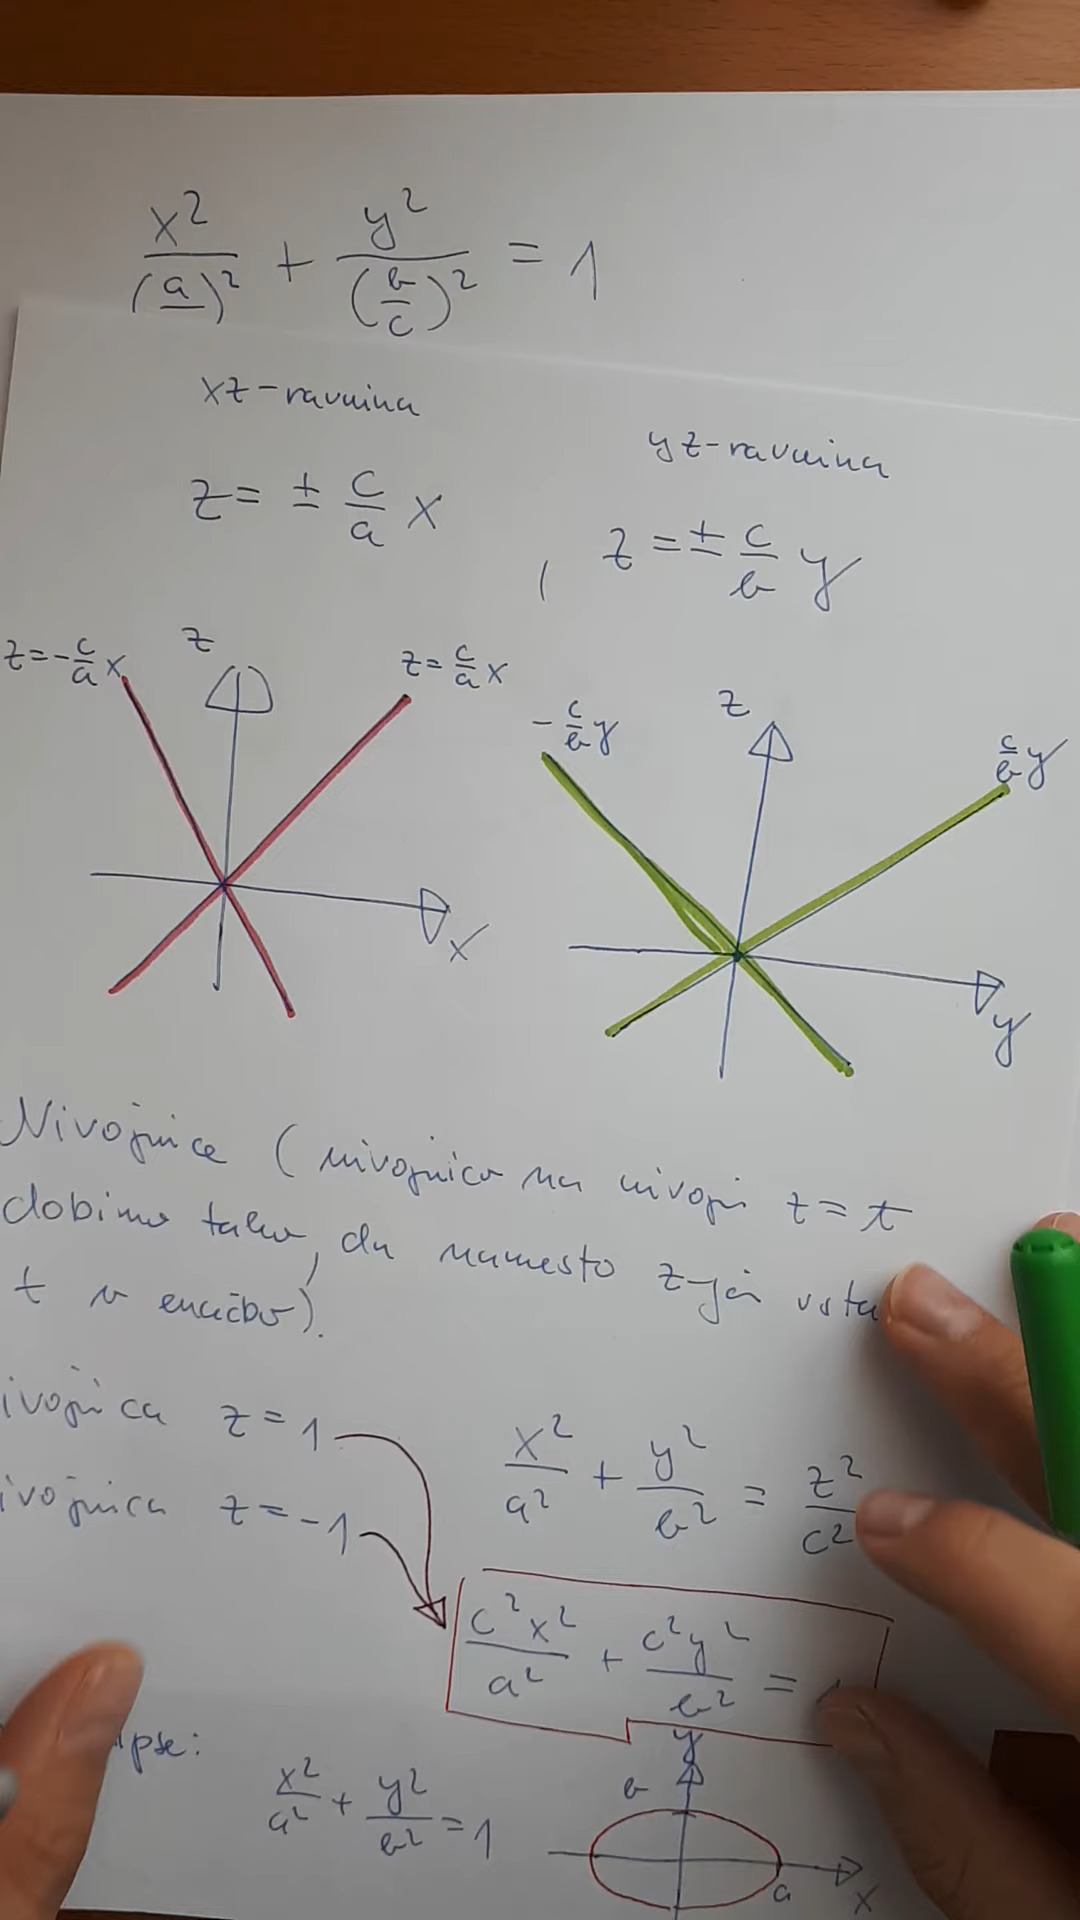 x²/(a)² + y²/(b/c)² = 1
xz-ravnina
yz-ravnina
z = ± c/a x
z = ± c/b y
z = -c/a x
z
z = c/a x
x
-c/b y
z
c/b y
y
Nivojnice (nivojnico na nivoju z = t
dobimo tako, da namesto z-ja vsta
t v enačbo).
ivojnica z = 1
ivojnica z = -1
x²/a² + y²/b² = z²/c²
c²x²/a² + c²y²/b² =
ipse:
x²/a² + y²/b² = 1
y
b
a
x